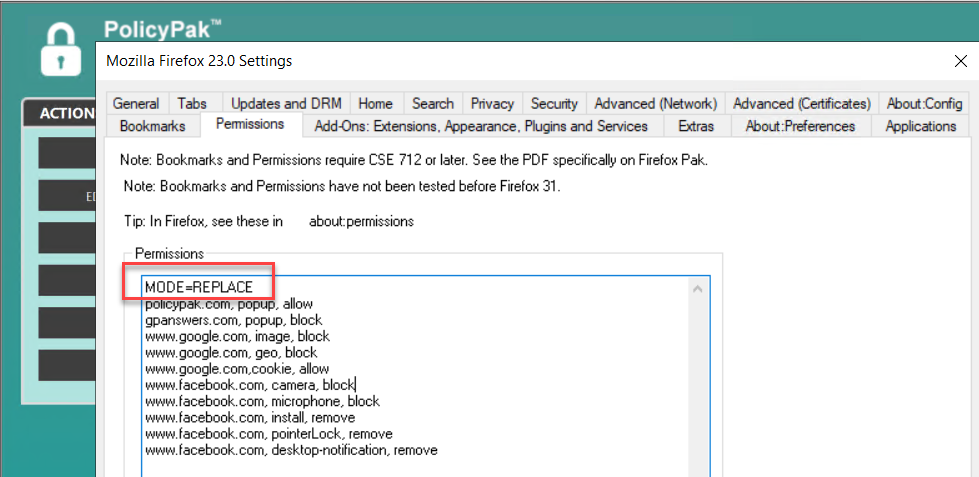 PolicyPak™
Mozilla Firefox 23.0 Settings
ACTION
General Tabs Updates and DRM Home Search Privacy Security Advanced (Network) Advanced (Certificates) About:Config
Bookmarks Permissions Add-Ons: Extensions, Appearance, Plugins and Services Extras About:Preferences Applications
Note: Bookmarks and Permissions require CSE 712 or later. See the PDF specifically on Firefox Pak.
Note: Bookmarks and Permissions have not been tested before Firefox 31.
ED
Tip: In Firefox, see these in about:permissions
Permissions
MODE=REPLACE
policypak.com, popup, allow
gpanswers.com, popup, block
www.google.com, image, block
www.google.com, geo, block
www.google.com,cookie, allow
www.facebook.com, camera, block
www.facebook.com, microphone, block
www.facebook.com, install, remove
www.facebook.com, pointerLock, remove
www.facebook.com, desktop-notification, remove